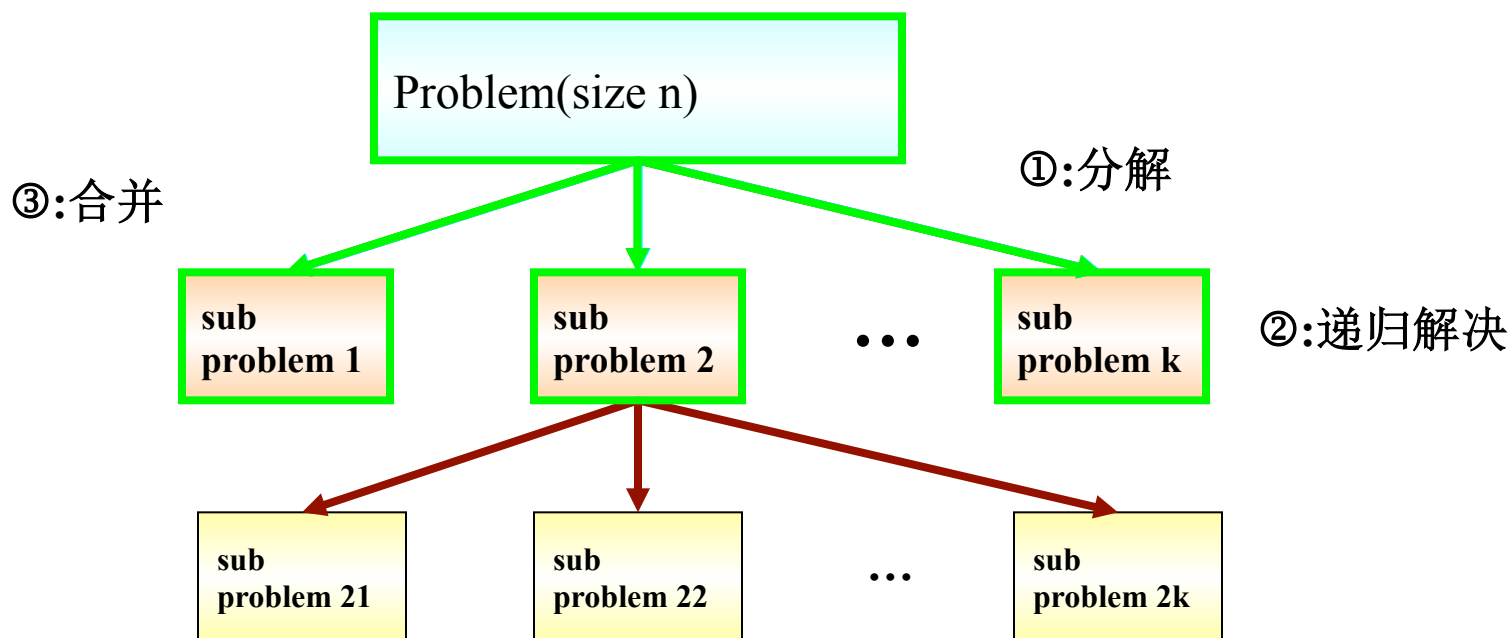 Problem(size n)
①:分解
③:合并
sub
problem 1
sub
problem 2
...
sub
problem k
②:递归解决
sub
problem 21
sub
problem 22
...
sub
problem 2k